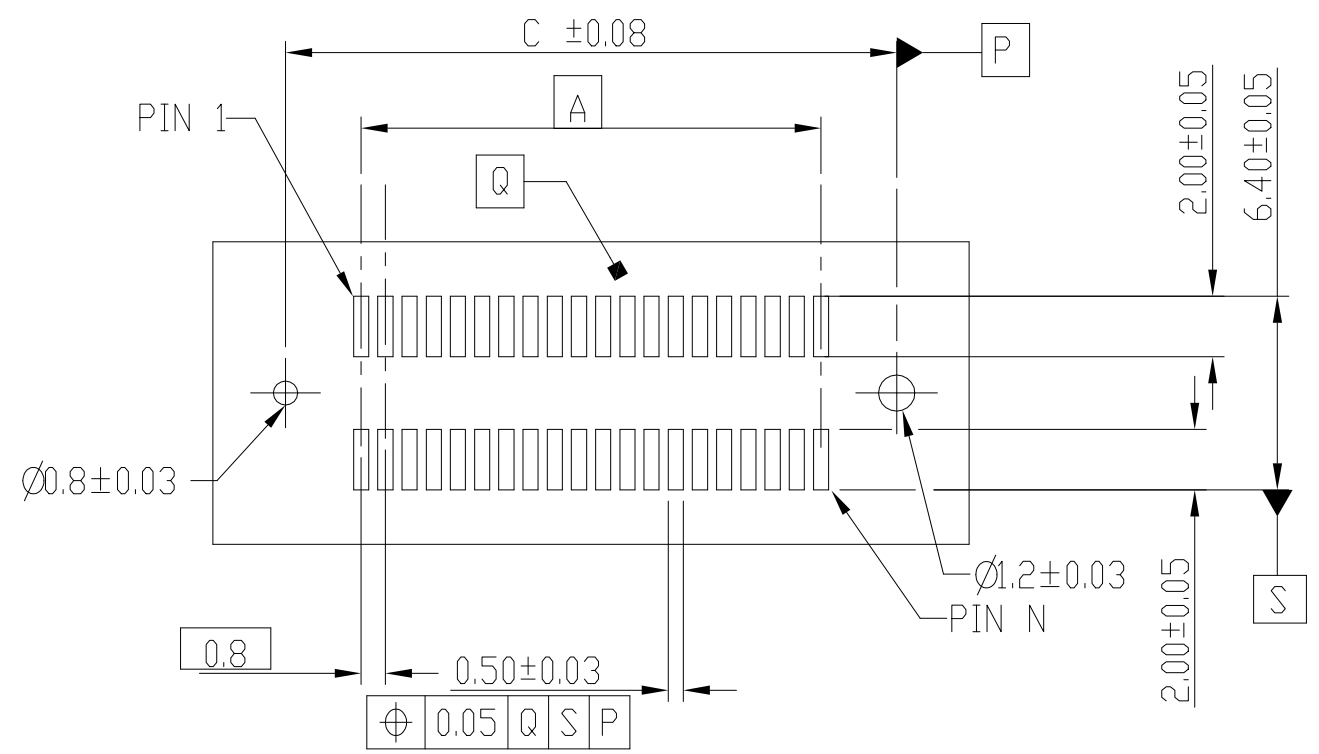 C ±0.08
P
A
PIN 1
Q
2.00±0.05
6.40±0.05
Ø0.8±0.03
Ø1.2±0.03
PIN N
S
2.00±0.05
0.8
0.50±0.03
⌖ 0.05 Q S P